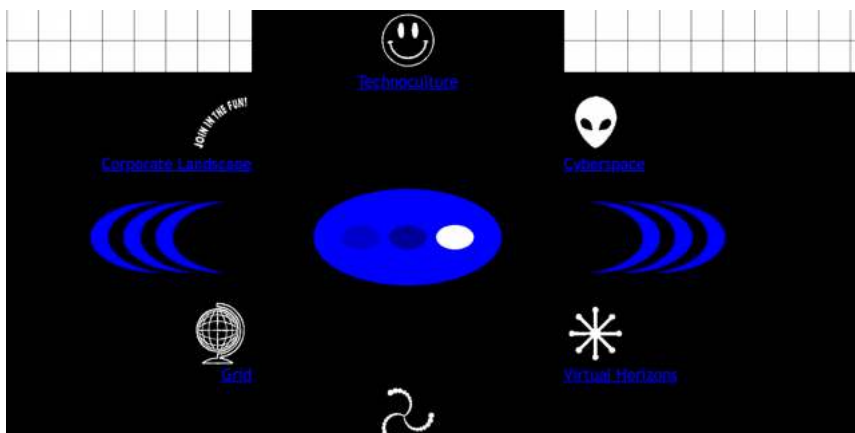 Technoculture
JOIN IN THE FUN!
Corporate Landscape
Cyberspace
Grid
Virtual Horizons